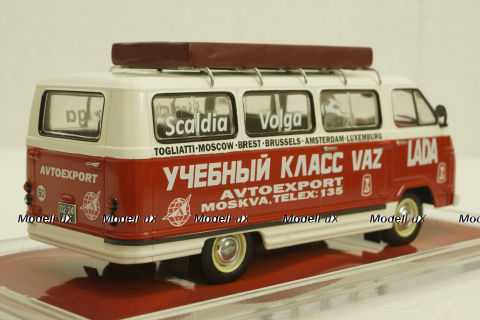 Scaldia Volga
TOGLIATTI-MOSCOW-BREST-BRUSSELS-AMSTERDAM-LUXEMBURG
УЧЕБНЫЙ КЛАСС VAZ LADA
AVTOEXPORT
MOSKVA, TELEX: 135
AVTOEXPORT
Modell uX Modell uX Modell uX Modell uX Modell uX